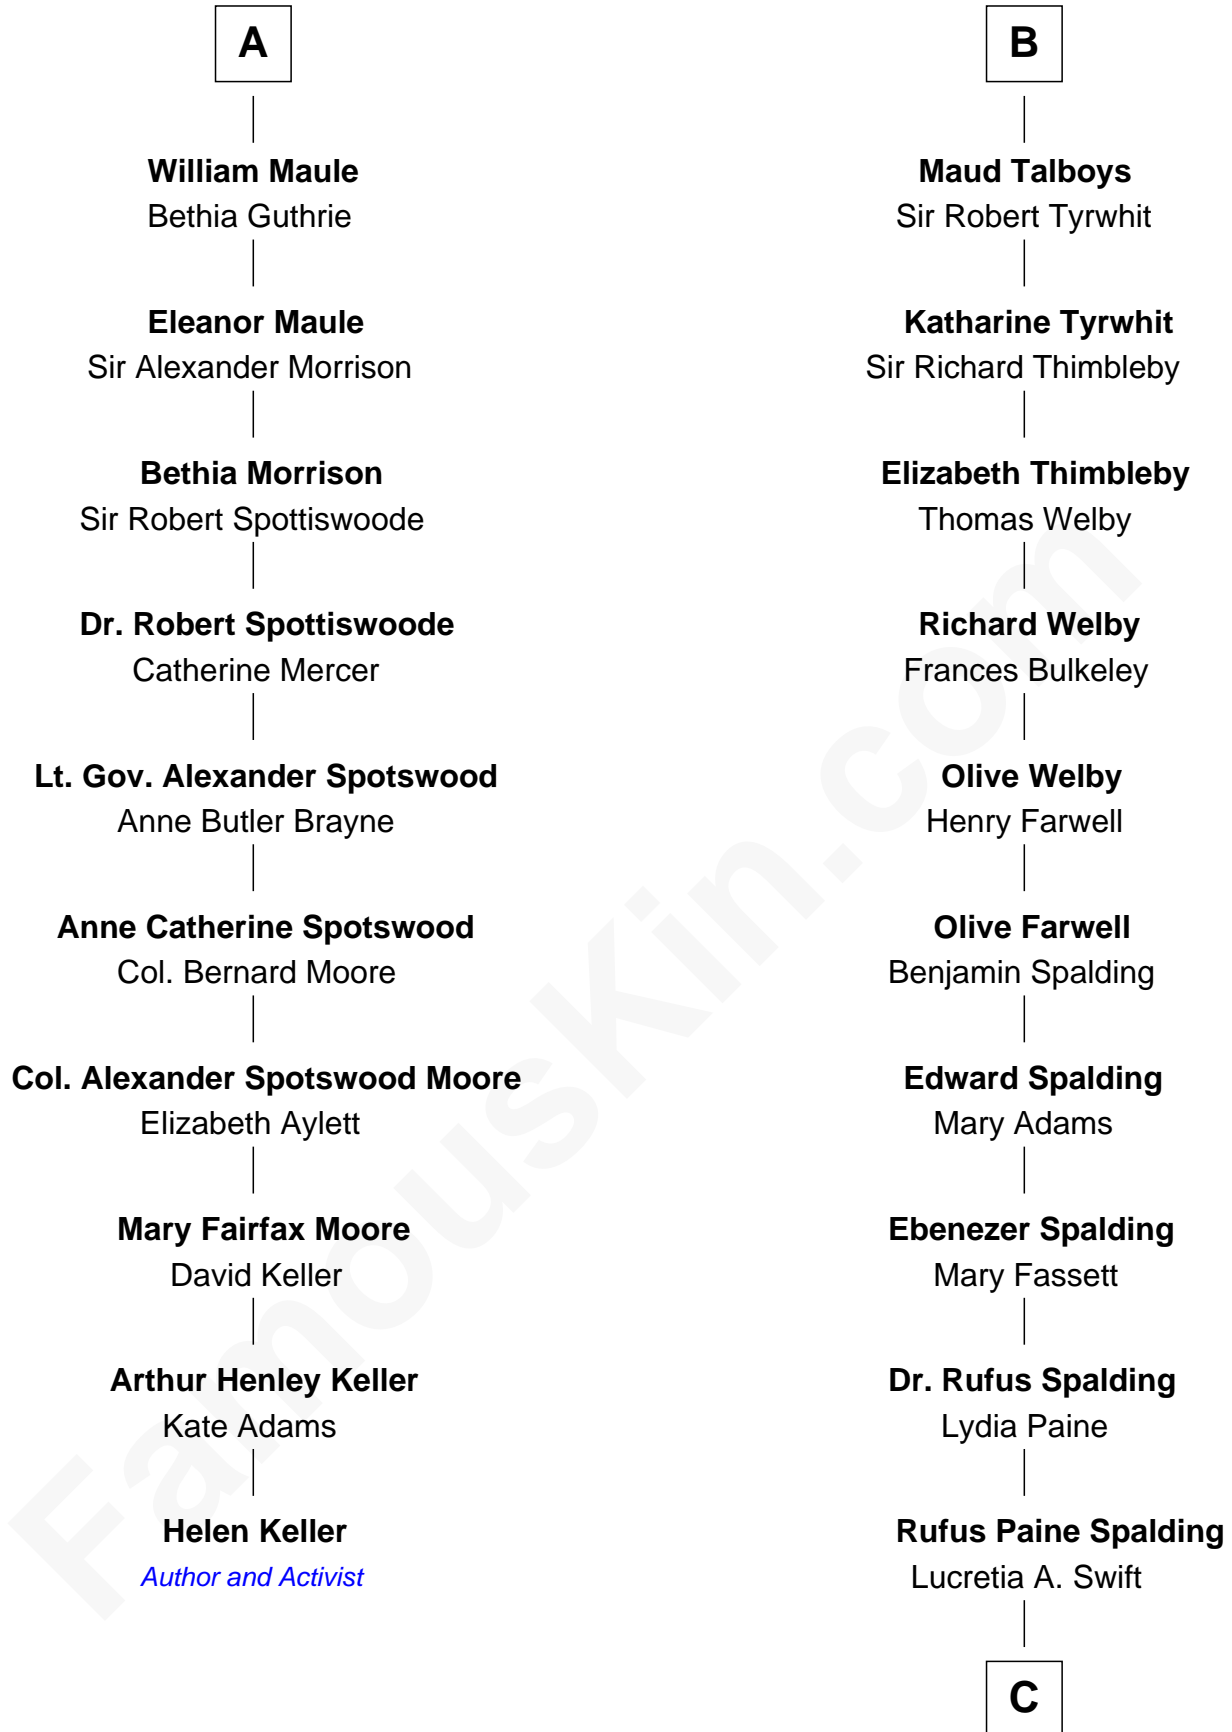 A
William Maule
Bethia Guthrie
Eleanor Maule
Sir Alexander Morrison
Bethia Morrison
Sir Robert Spottiswoode
Dr. Robert Spottiswoode
Catherine Mercer
Lt. Gov. Alexander Spotswood
Anne Butler Brayne
Anne Catherine Spotswood
Col. Bernard Moore
Col. Alexander Spotswood Moore
Elizabeth Aylett
Mary Fairfax Moore
David Keller
Arthur Henley Keller
Kate Adams
Helen Keller
Author and Activist
B
Maud Talboys
Sir Robert Tyrwhit
Katharine Tyrwhit
Sir Richard Thimbleby
Elizabeth Thimbleby
Thomas Welby
Richard Welby
Frances Bulkeley
Olive Welby
Henry Farwell
Olive Farwell
Benjamin Spalding
Edward Spalding
Mary Adams
Ebenezer Spalding
Mary Fassett
Dr. Rufus Spalding
Lydia Paine
Rufus Paine Spalding
Lucretia A. Swift
C
FamousKin.com